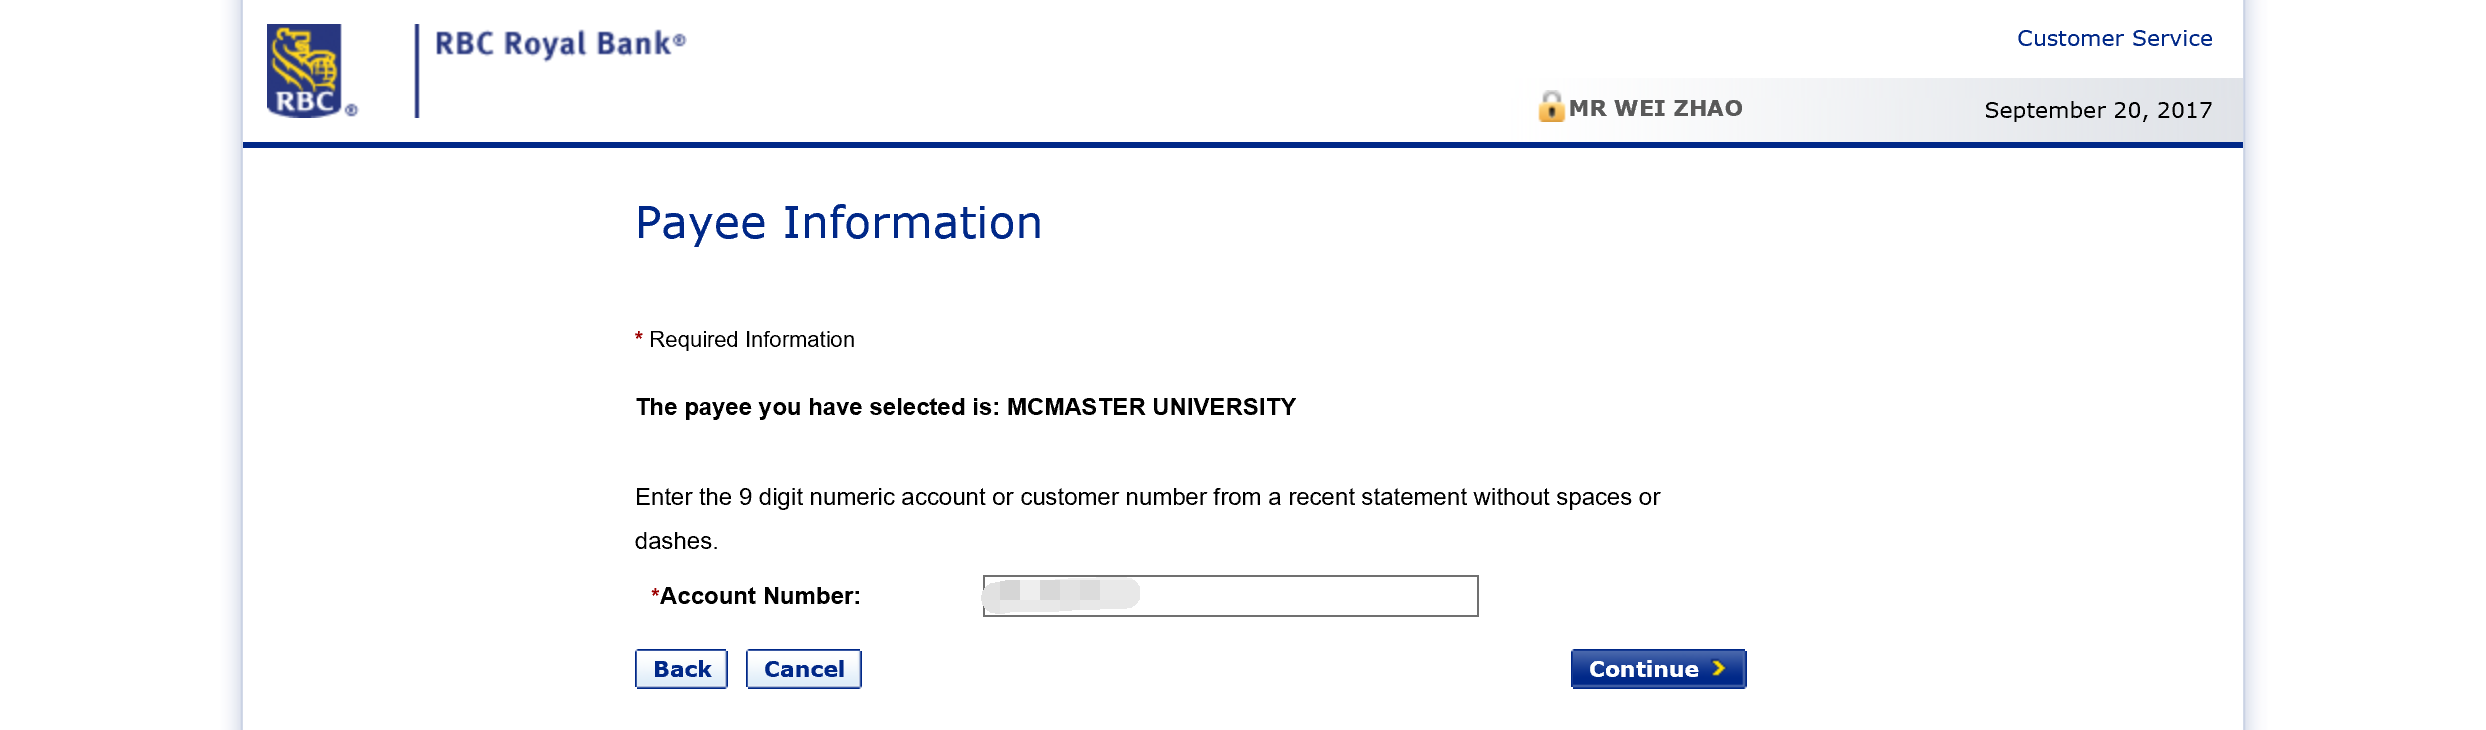 RBC®
RBC Royal Bank®
Customer Service
MR WEI ZHAO
September 20, 2017
Payee Information
* Required Information
The payee you have selected is: MCMASTER UNIVERSITY
Enter the 9 digit numeric account or customer number from a recent statement without spaces or
dashes.
*Account Number:
Back
Cancel
Continue